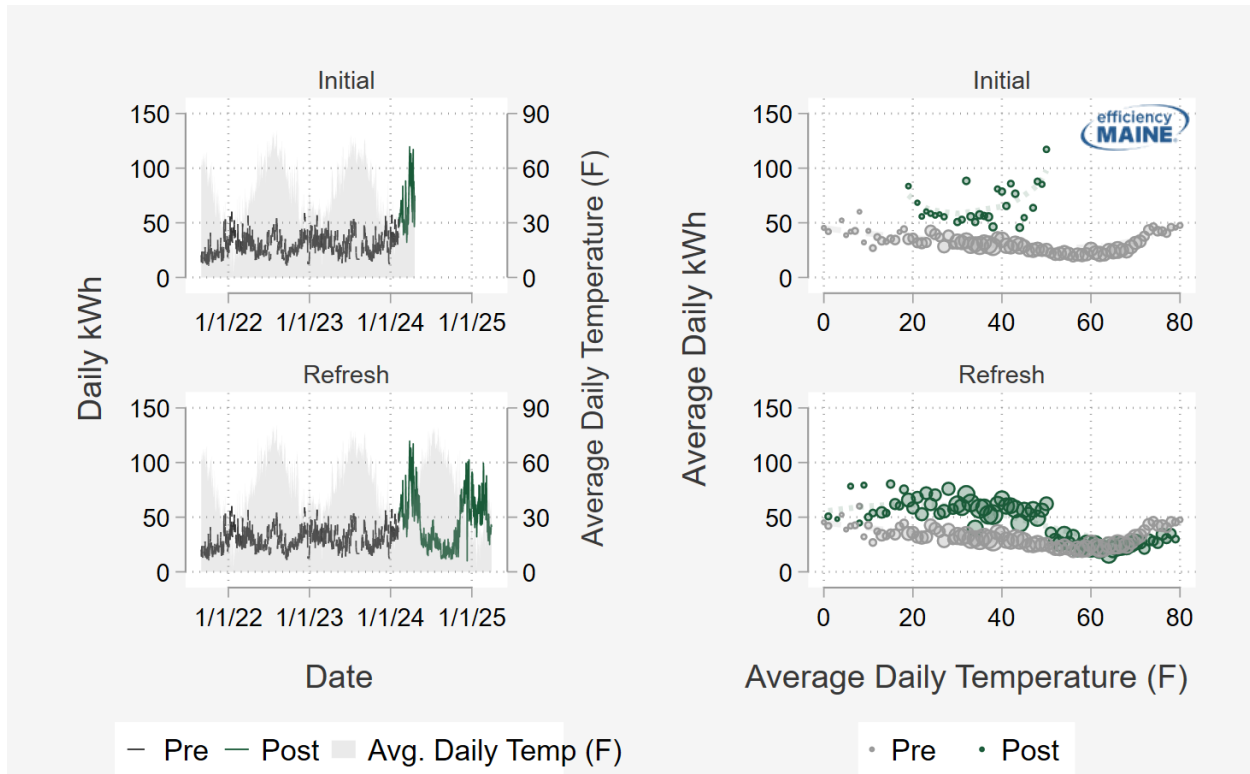 Initial
150
100
50
0
90
60
30
0
1/1/22 1/1/23 1/1/24 1/1/25
Refresh
150
100
50
0
90
60
30
0
1/1/22 1/1/23 1/1/24 1/1/25
Daily kWh
Average Daily Temperature (F)
Date
Pre Post Avg. Daily Temp (F)
Initial
efficiency
MAINE
150
100
50
0
0 20 40 60 80
Refresh
150
100
50
0
0 20 40 60 80
Average Daily kWh
Average Daily Temperature (F)
Pre Post